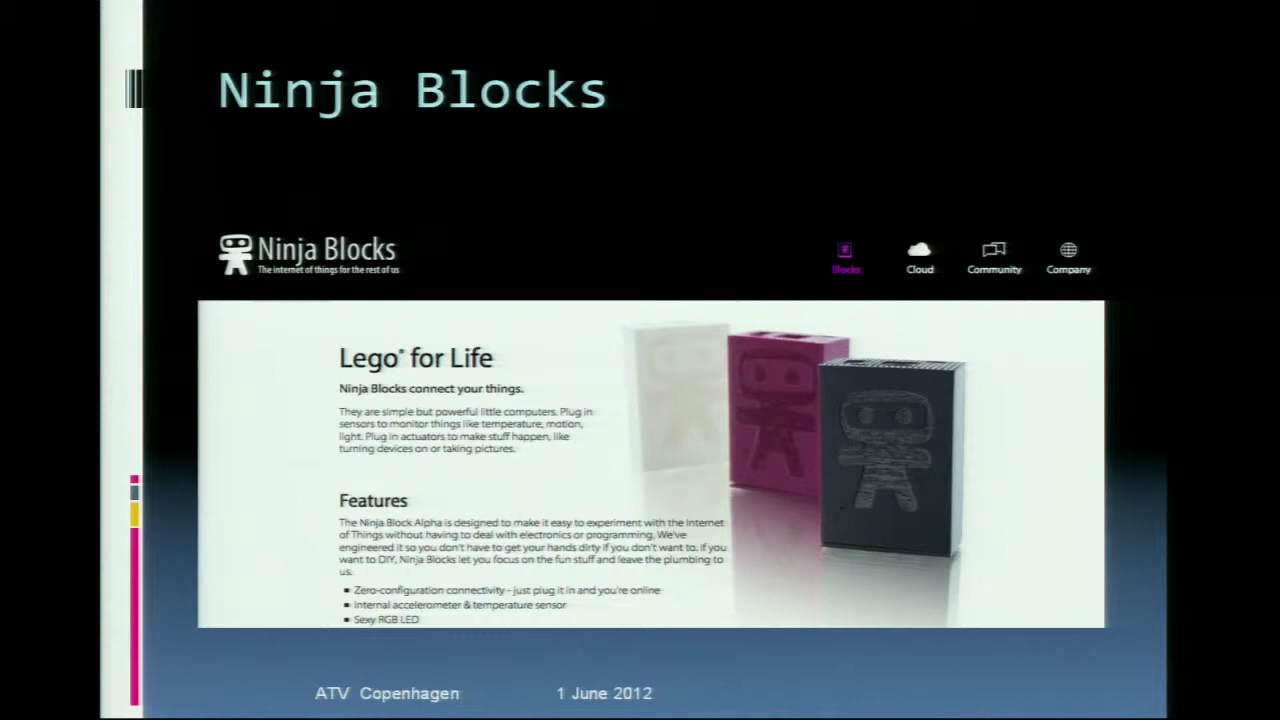 Ninja Blocks
Ninja Blocks
The internet of things for the rest of us
Blocks
Cloud
Community
Company
Lego® for Life
Ninja Blocks connect your things.
They are simple but powerful little computers. Plug in
sensors to monitor things like temperature, motion,
light. Plug in actuators to make stuff happen, like
turning devices on or taking pictures.
Features
The Ninja Block Alpha is designed to make it easy to experiment with the Internet
of Things without having to deal with electronics or programming. We've
engineered it so you don't have to get your hands dirty if you don't want to. If you
want to DIY, Ninja Blocks let you focus on the fun stuff and leave the plumbing to
us.
▪ Zero-configuration connectivity - just plug it in and you're online
▪ Internal accelerometer & temperature sensor
▪ Sexy RGB LED
ATV Copenhagen 1 June 2012